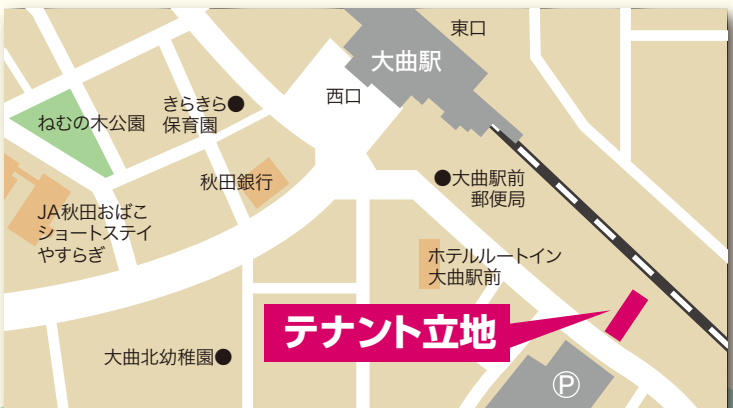 東口
大曲駅
西口
きらきら●
保育園
ねむの木公園
秋田銀行
●大曲駅前
郵便局
JA秋田おばこ
ショートステイ
やすらぎ
ホテルルートイン
大曲駅前
テナント立地
大曲北幼稚園●
Ⓟ